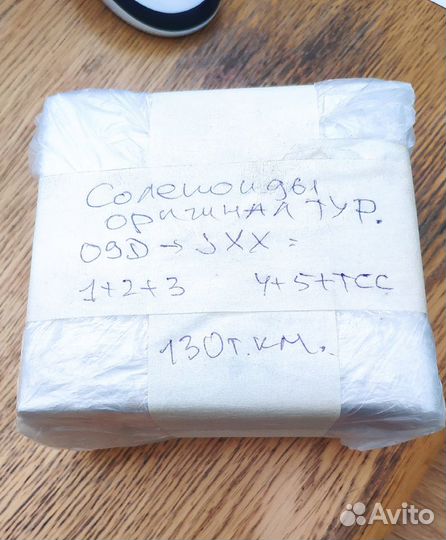 Соленоиды
оригинал ТУР.
09D → JXX =
1+2+3 4+5+TCC
130т.км.
Avito